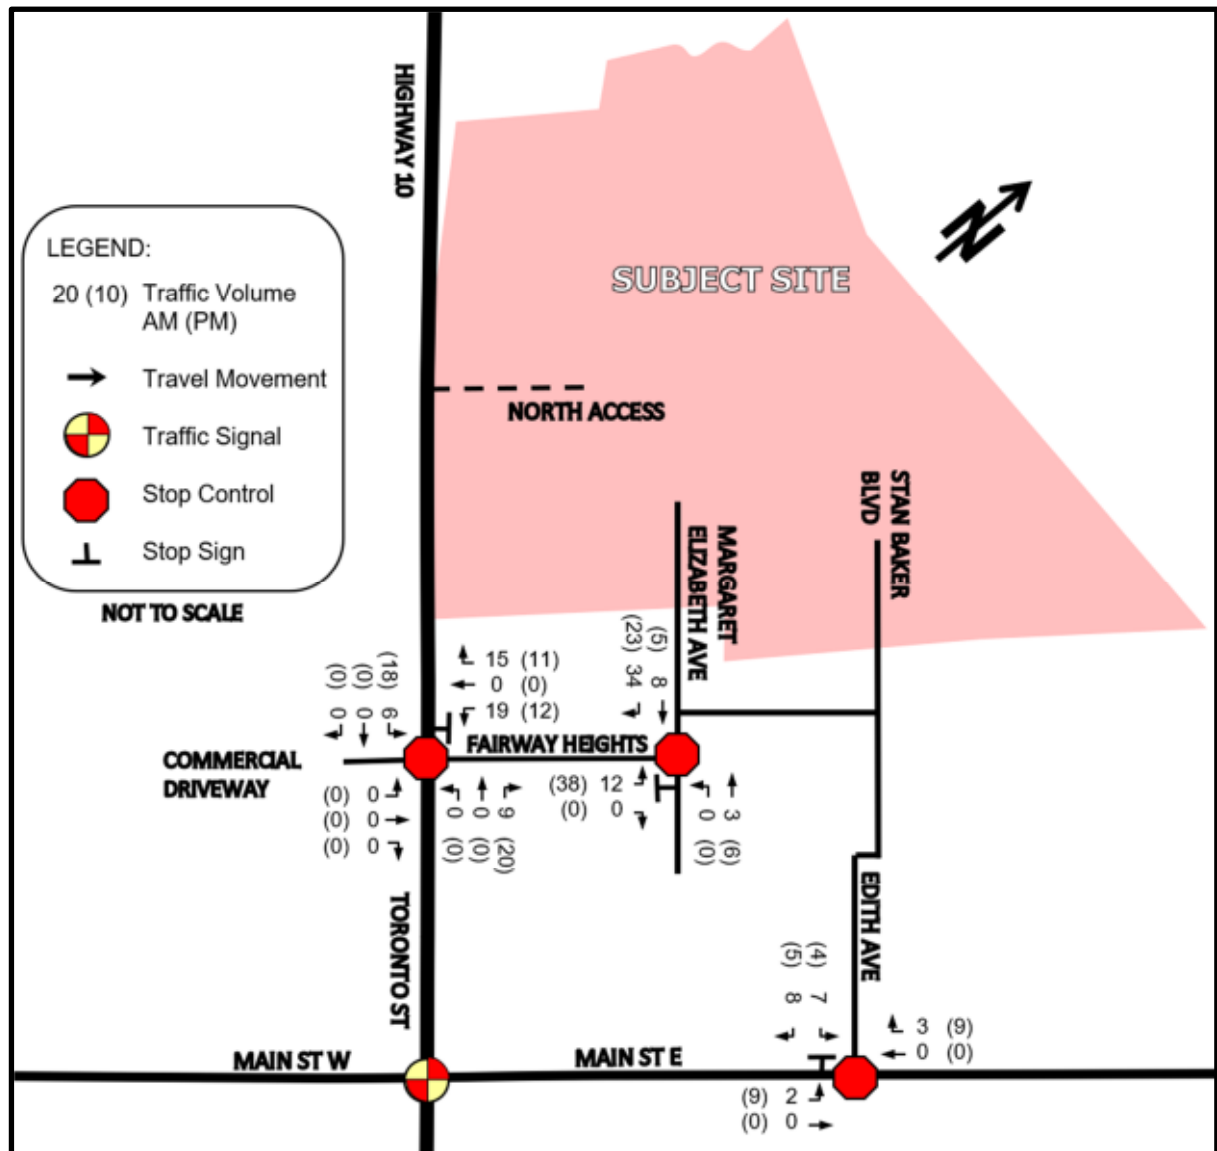 HIGHWAY 10
LEGEND:
20 (10) Traffic Volume
AM (PM)
Travel Movement
Traffic Signal
Stop Control
Stop Sign
NOT TO SCALE
N
SUBJECT SITE
NORTH ACCESS
STAN BAKER
BLVD
MARGARET
ELIZABETH AVE
(5) 8
(23) 34
(18) 6
(0) 0
(0) 0
15 (11)
0 (0)
19 (12)
FAIRWAY HEIGHTS
COMMERCIAL
DRIVEWAY
(0) 0
(0) 0
(0) 0
0 (0)
0 (0)
9 (20)
(38) 12
(0) 0
3 (6)
0 (0)
TORONTO ST
EDITH AVE
(4) 7
(5) 8
3 (9)
0 (0)
MAIN ST W
MAIN ST E
(9) 2
(0) 0